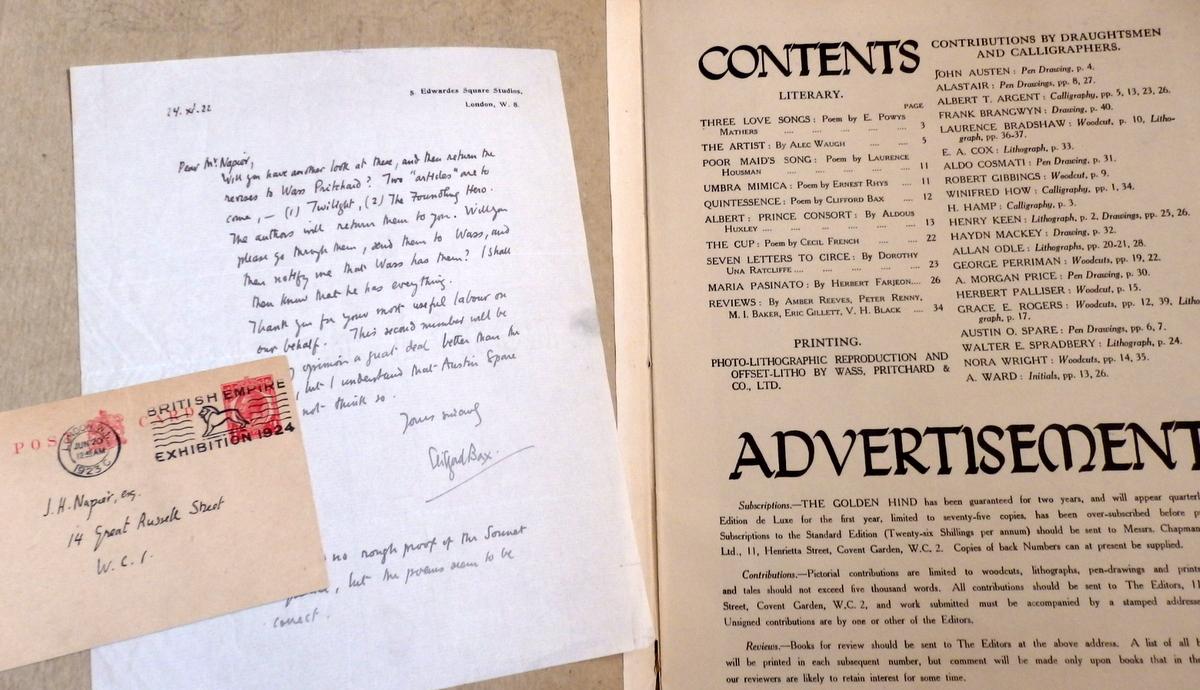 5 Edwardes Square Studios,
London, W. 8.
24. XI. 22
Dear Mr. Napier,
Will you have another look at these, and then return the
revises to Wass Pritchard? Two "articles" are to
come, — (1) Twilight, (2) The Foundling Hero.
The authors will return them to you. Will you
please go through them, send them to Wass, and
then notify me that Wass has them? I shall
then know that he has everything.
Thank you for your most useful labour on
our behalf. This second number will be
opinion a great deal better than the
but I understand that Austin Spare
not think so.
Yours sincerely
Clifford Bax.
no rough proof of the Sonnet
, but the poems seem to be
correct.
POS CARD
LONDON W.
JUN 20
12 45 AM
1923
BRITISH EMPIRE
EXHIBITION 1924
J. H. Napier, esq.
14 Great Russell Street
W. C. 1.
CONTENTS
LITERARY.
PAGE
THREE LOVE SONGS: Poem by E. Powys
Mathers .... .... .... .... 3
THE ARTIST: By Alec Waugh .... .... 5
POOR MAID'S SONG: Poem by Laurence
Housman .... .... .... .... 11
UMBRA MIMICA: Poem by Ernest Rhys .... 11
QUINTESSENCE: Poem by Clifford Bax .... 12
ALBERT: PRINCE CONSORT: By Aldous
Huxley .... .... .... .... 13
THE CUP: Poem by Cecil French .... .... 22
SEVEN LETTERS TO CIRCE: By Dorothy
Una Ratcliffe .... .... .... .... 23
MARIA PASINATO: By Herbert Farjeon.... 26
REVIEWS: By Amber Reeves, Peter Renny,
M. I. Baker, Eric Gillett, V. H. Black .... 34
PRINTING.
PHOTO-LITHOGRAPHIC REPRODUCTION AND
OFFSET-LITHO BY WASS, PRITCHARD &
CO., LTD.
CONTRIBUTIONS BY DRAUGHTSMEN
AND CALLIGRAPHERS.
JOHN AUSTEN: Pen Drawing, p. 4.
ALASTAIR: Pen Drawings, pp. 8, 27.
ALBERT T. ARGENT: Calligraphy, pp. 5, 13, 23, 26.
FRANK BRANGWYN: Drawing, p. 40.
LAURENCE BRADSHAW: Woodcut, p. 10, Litho-
graph, pp. 36-37.
E. A. COX: Lithograph, p. 33.
ALDO COSMATI: Pen Drawing, p. 31.
ROBERT GIBBINGS: Woodcut, p. 9.
WINIFRED HOW: Calligraphy, pp. 1, 34.
H. HAMP: Calligraphy, p. 3.
HENRY KEEN: Lithograph, p. 2, Drawings, pp. 25, 26.
HAYDN MACKEY: Drawing, p. 32.
ALLAN ODLE: Lithographs, pp. 20-21, 28.
GEORGE PERRIMAN: Woodcuts, pp. 19, 22.
A. MORGAN PRICE: Pen Drawing, p. 30.
HERBERT PALLISER: Woodcut, p. 15.
GRACE E. ROGERS: Woodcuts, pp. 12, 39, Litho
graph, p. 17.
AUSTIN O. SPARE: Pen Drawings, pp. 6, 7.
WALTER E. SPRADBERY: Lithograph, p. 24.
NORA WRIGHT: Woodcuts, pp. 14, 35.
A. WARD: Initials, pp. 13, 26.
ADVERTISEMENT
Subscriptions.—THE GOLDEN HIND has been guaranteed for two years, and will appear quarterl
Edition de Luxe for the first year, limited to seventy-five copies, has been over-subscribed before p
Subscriptions to the Standard Edition (Twenty-six Shillings per annum) should be sent to Messrs. Chapman
Ltd., 11, Henrietta Street, Covent Garden, W.C. 2. Copies of back Numbers can at present be supplied.
Contributions.—Pictorial contributions are limited to woodcuts, lithographs, pen-drawings and prints
and tales should not exceed five thousand words. All contributions should be sent to The Editors, 11
Street, Covent Garden, W.C. 2, and work submitted must be accompanied by a stamped addresse
Unsigned contributions are by one or other of the Editors.
Reviews.—Books for review should be sent to The Editors at the above address. A list of all b
will be printed in each subsequent number, but comment will be made only upon books that in the
our reviewers are likely to retain interest for some time.